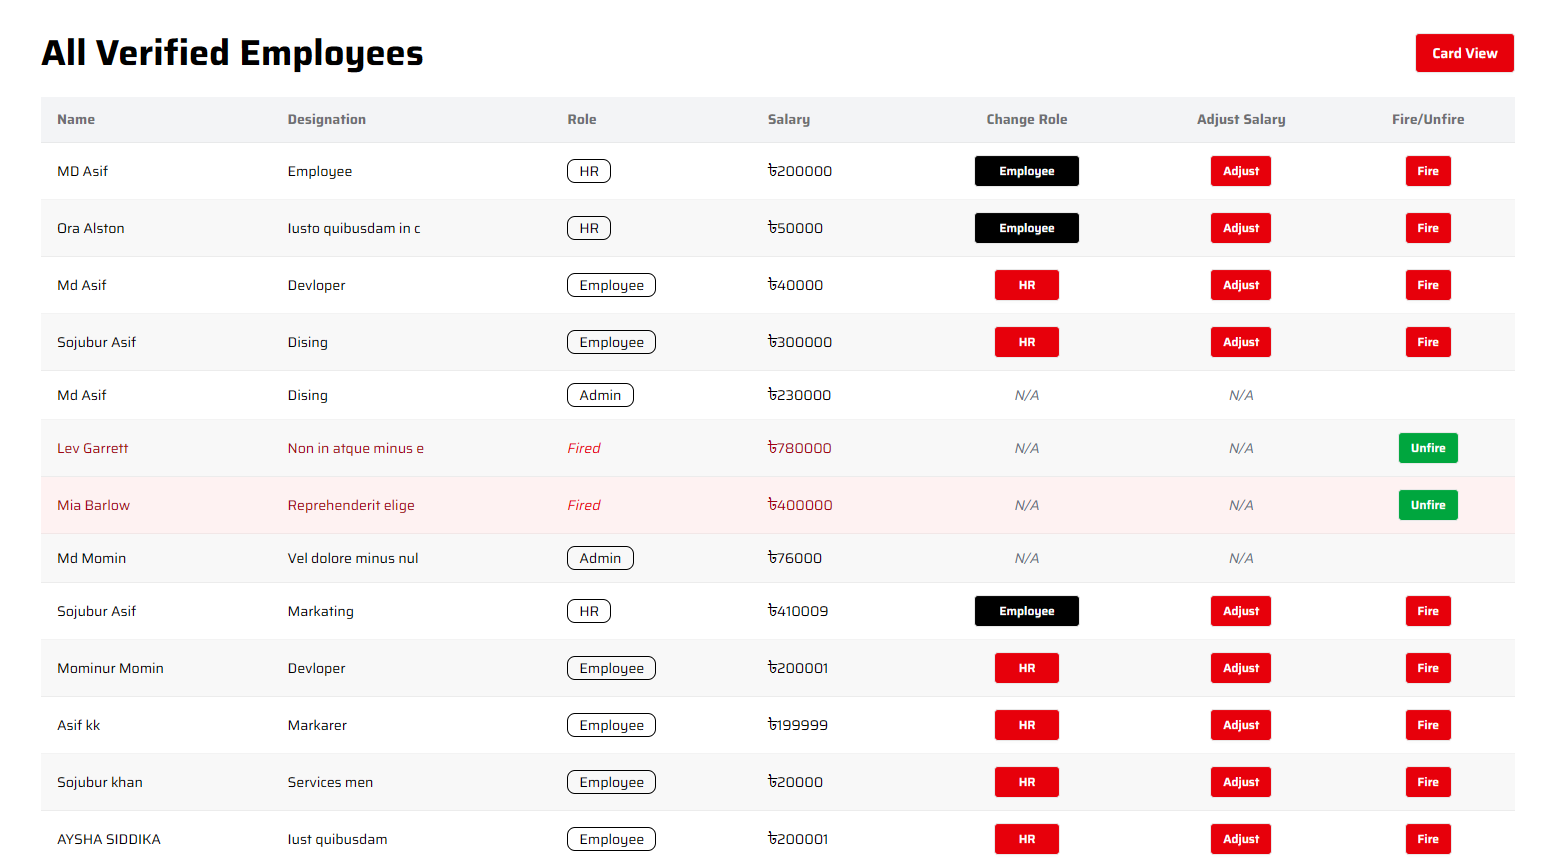 All Verified Employees Card View
Name Designation Role Salary Change Role Adjust Salary Fire/Unfire
MD Asif Employee HR ৳200000 Employee Adjust Fire
Ora Alston Iusto quibusdam in c HR ৳50000 Employee Adjust Fire
Md Asif Devloper Employee ৳40000 HR Adjust Fire
Sojubur Asif Dising Employee ৳300000 HR Adjust Fire
Md Asif Dising Admin ৳230000 N/A N/A
Lev Garrett Non in atque minus e Fired ৳780000 N/A N/A Unfire
Mia Barlow Reprehenderit elige Fired ৳400000 N/A N/A Unfire
Md Momin Vel dolore minus nul Admin ৳76000 N/A N/A
Sojubur Asif Markating HR ৳410009 Employee Adjust Fire
Mominur Momin Devloper Employee ৳200001 HR Adjust Fire
Asif kk Markarer Employee ৳199999 HR Adjust Fire
Sojubur khan Services men Employee ৳20000 HR Adjust Fire
AYSHA SIDDIKA Iust quibusdam Employee ৳200001 HR Adjust Fire